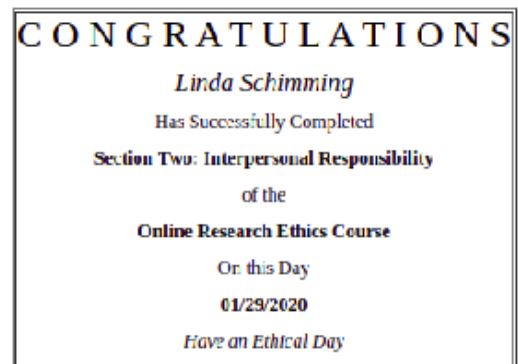 CONGRATULATIONS
Linda Schimming
Has Successfully Completed
Section Two: Interpersonal Responsibility
of the
Online Research Ethics Course
On this Day
01/29/2020
Have an Ethical Day